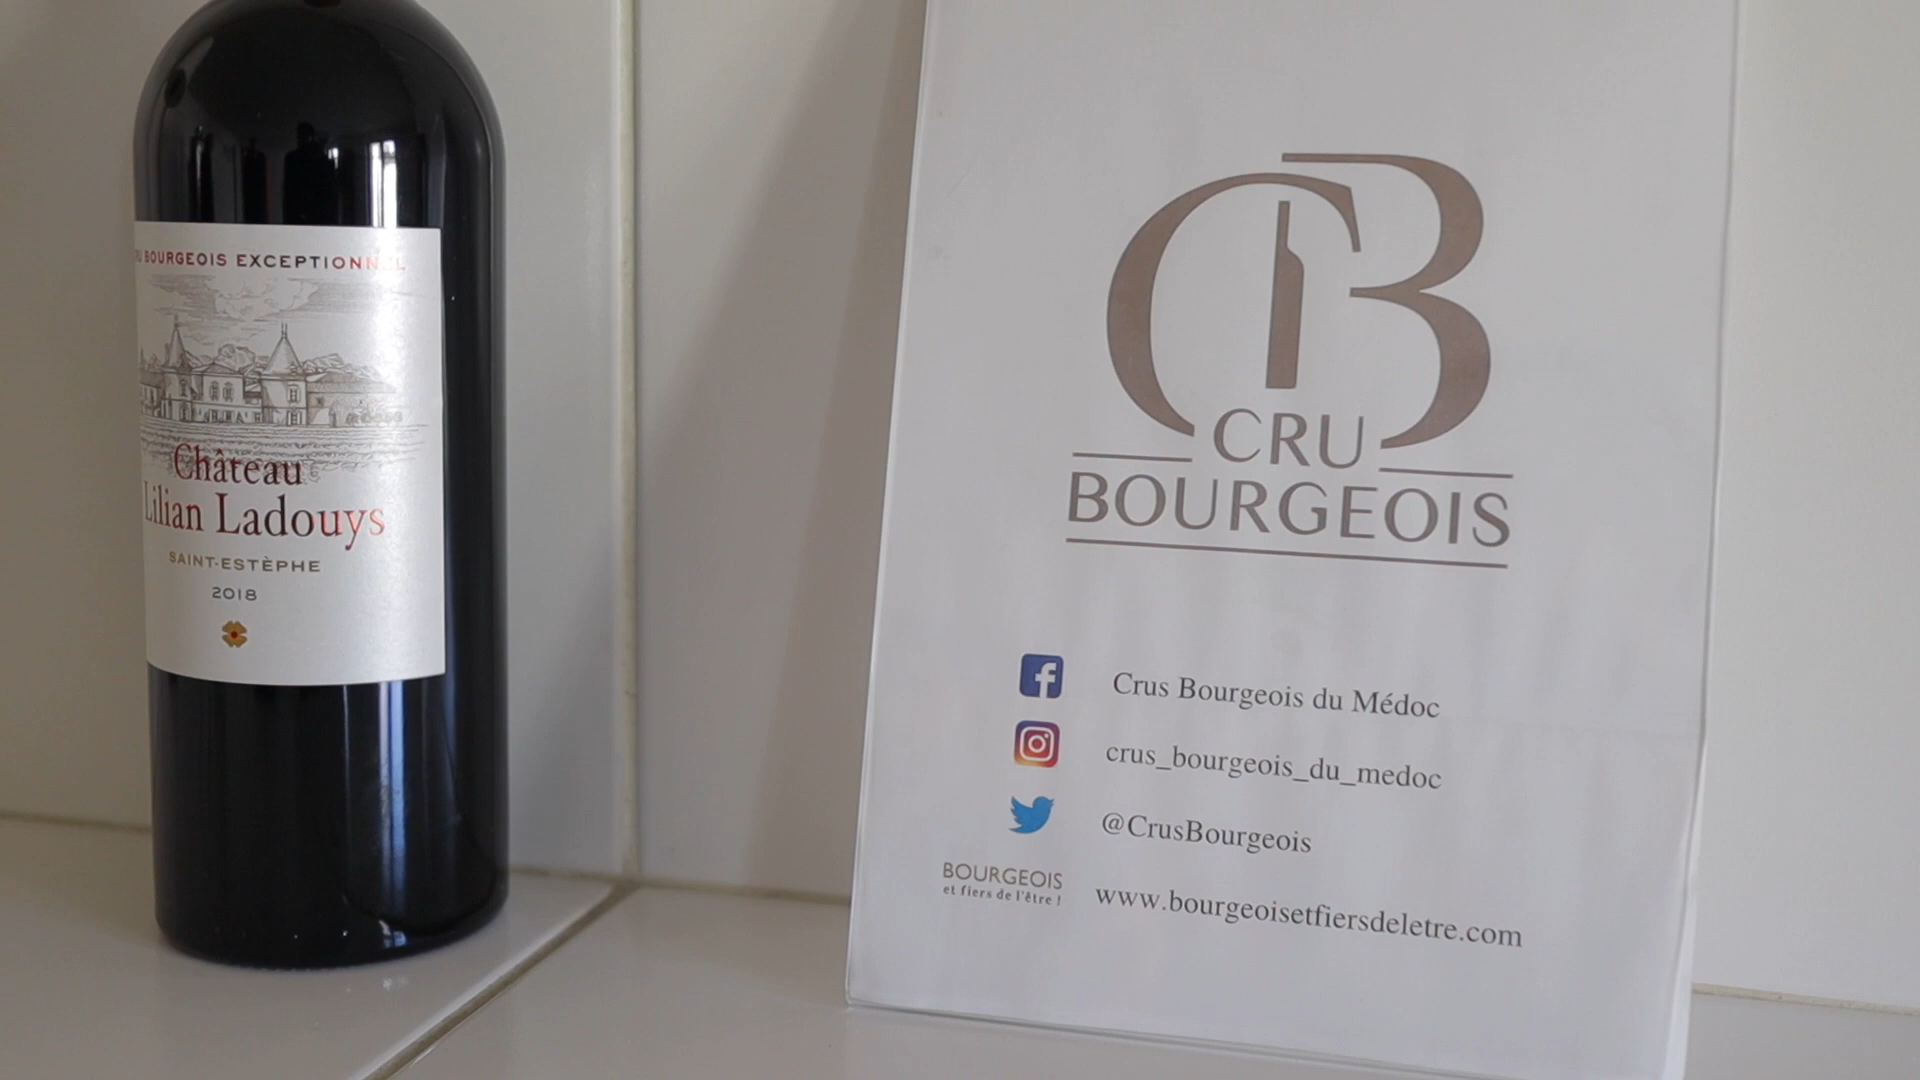 RU BOURGEOIS EXCEPTIONNEL
Château
Lilian Ladouys
SAINT-ESTÈPHE
2018
CB
CRU
BOURGEOIS
Crus Bourgeois du Médoc
crus_bourgeois_du_medoc
@CrusBourgeois
BOURGEOIS
et fiers de l'être !
www.bourgeoisetfiersdeletre.com